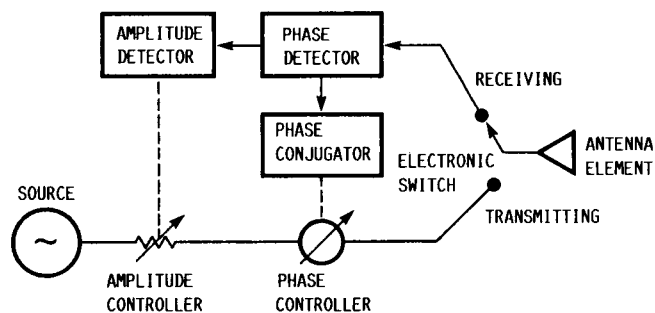 AMPLITUDE
DETECTOR
PHASE
DETECTOR
RECEIVING
PHASE
CONJUGATOR
ELECTRONIC
SWITCH
ANTENNA
ELEMENT
SOURCE
~
TRANSMITTING
AMPLITUDE
CONTROLLER
PHASE
CONTROLLER